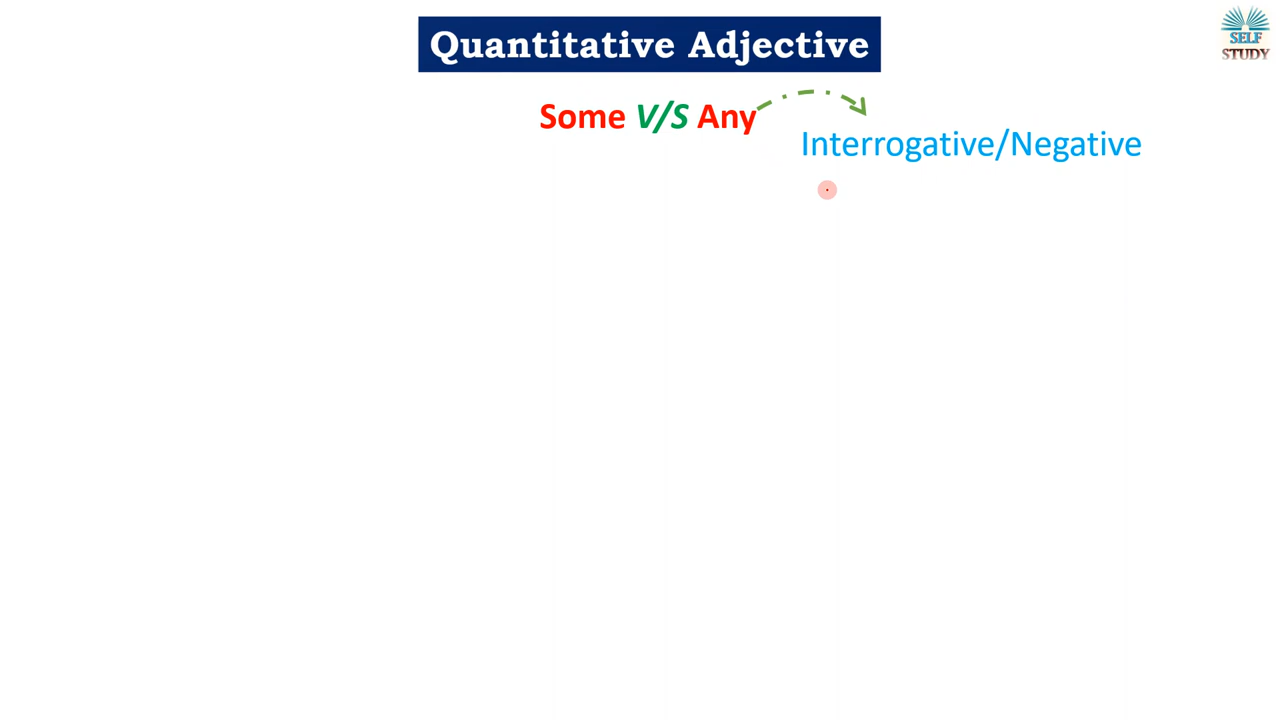 Quantitative Adjective
SELF
STUDY
Some V/S Any
Interrogative/Negative